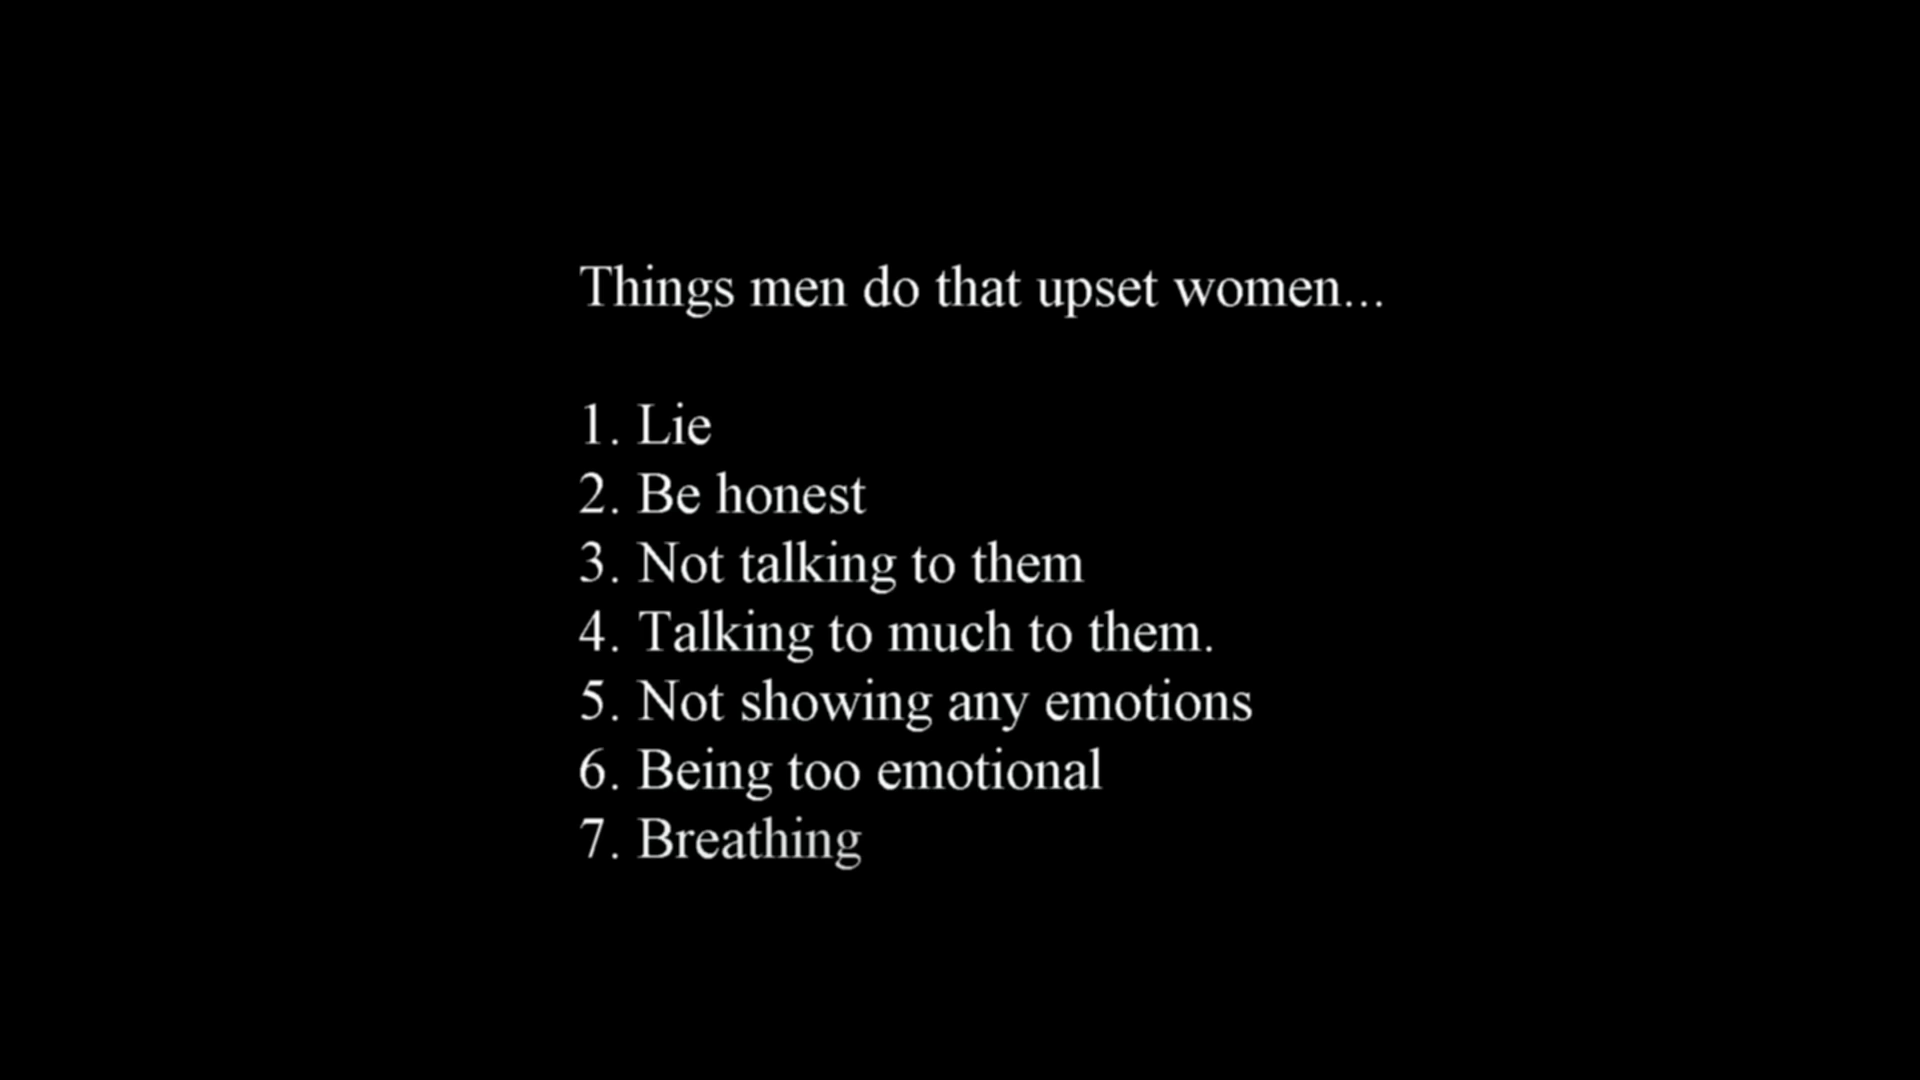 Things men do that upset women...
1. Lie
2. Be honest
3. Not talking to them
4. Talking to much to them.
5. Not showing any emotions
6. Being too emotional
7. Breathing